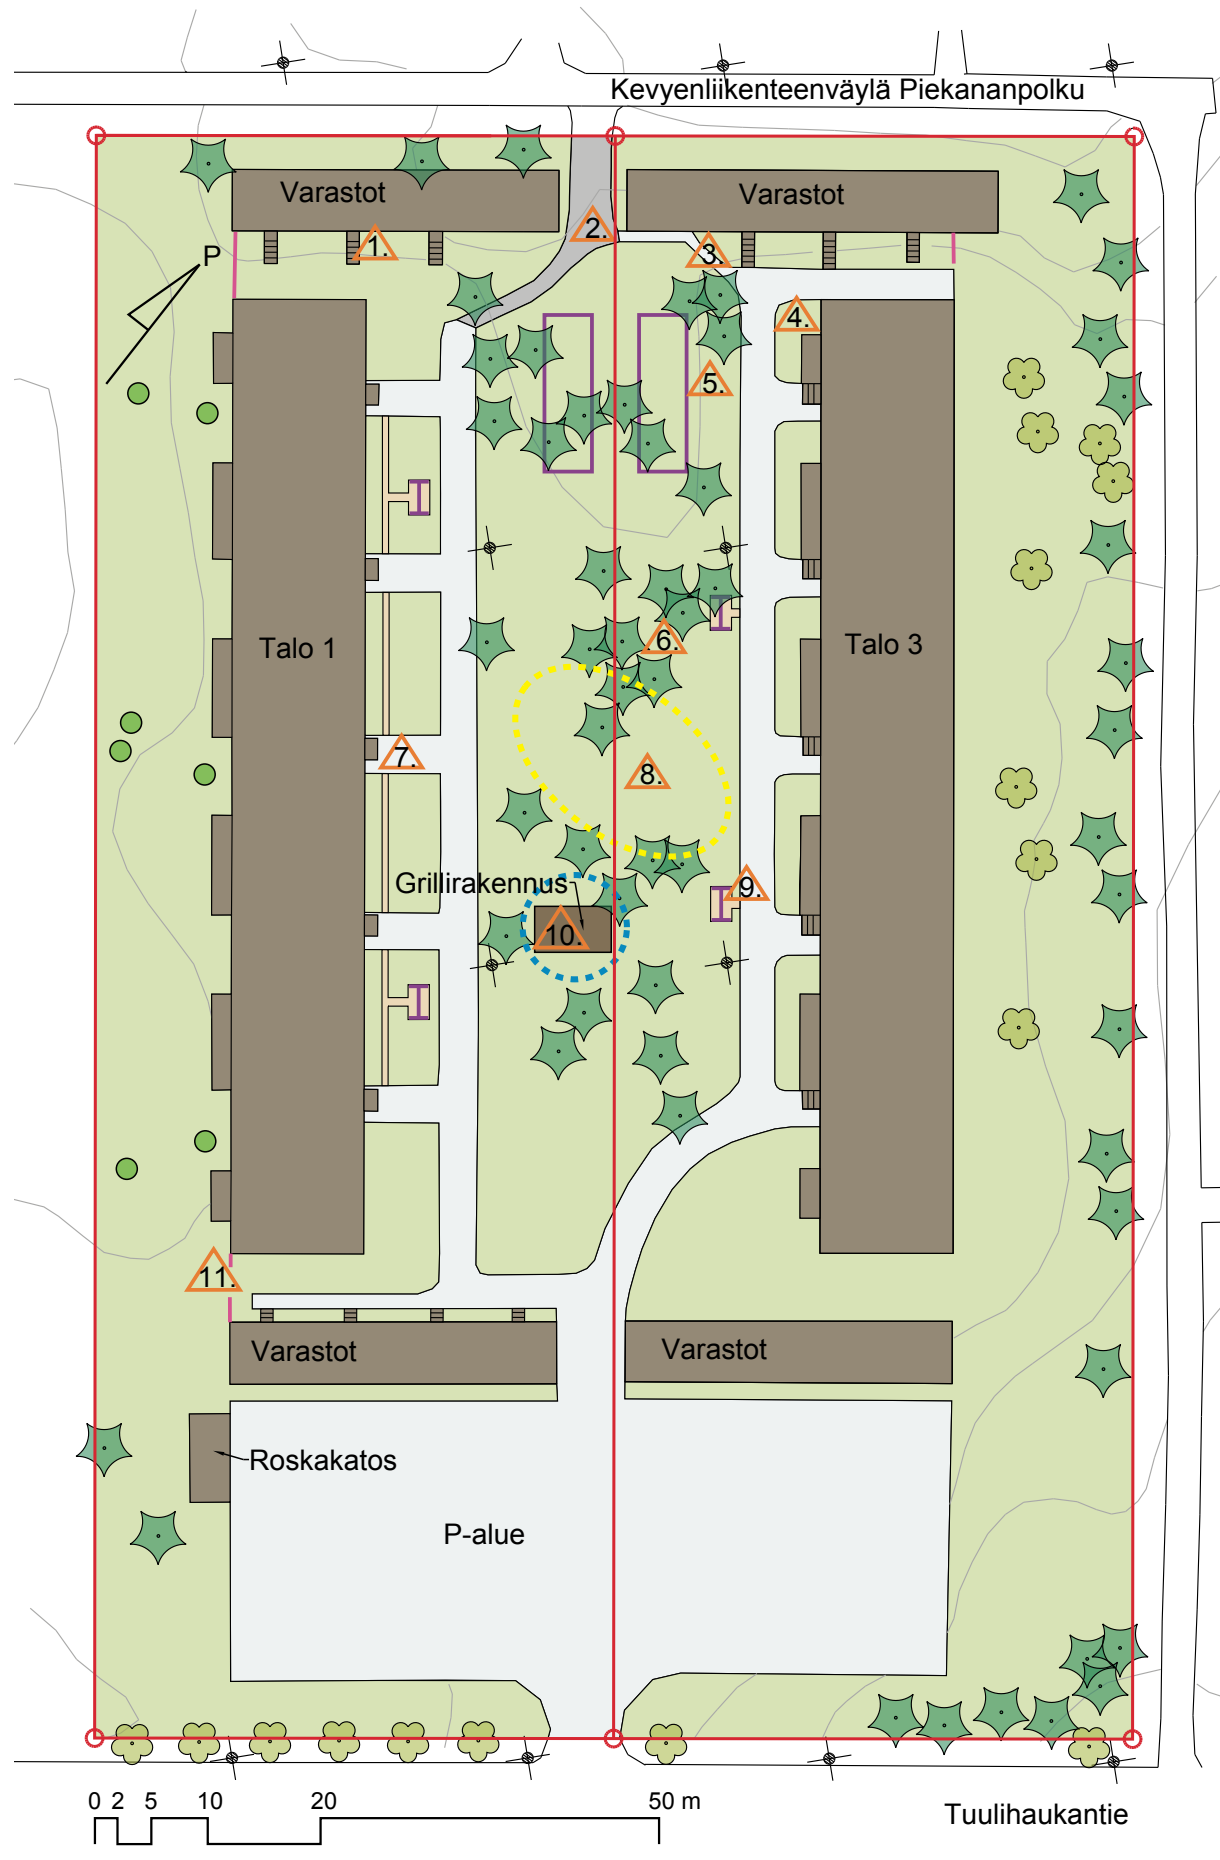 Kevyenliikenteenväylä Piekananpolku
Varastot
Varastot
P
1.
2.
3.
4.
5.
6.
Talo 1
Talo 3
7.
8.
Grillirakennus
9.
10.
11.
Varastot
Varastot
Roskakatos
P-alue
0 2 5 10 20 50 m
Tuulihaukantie